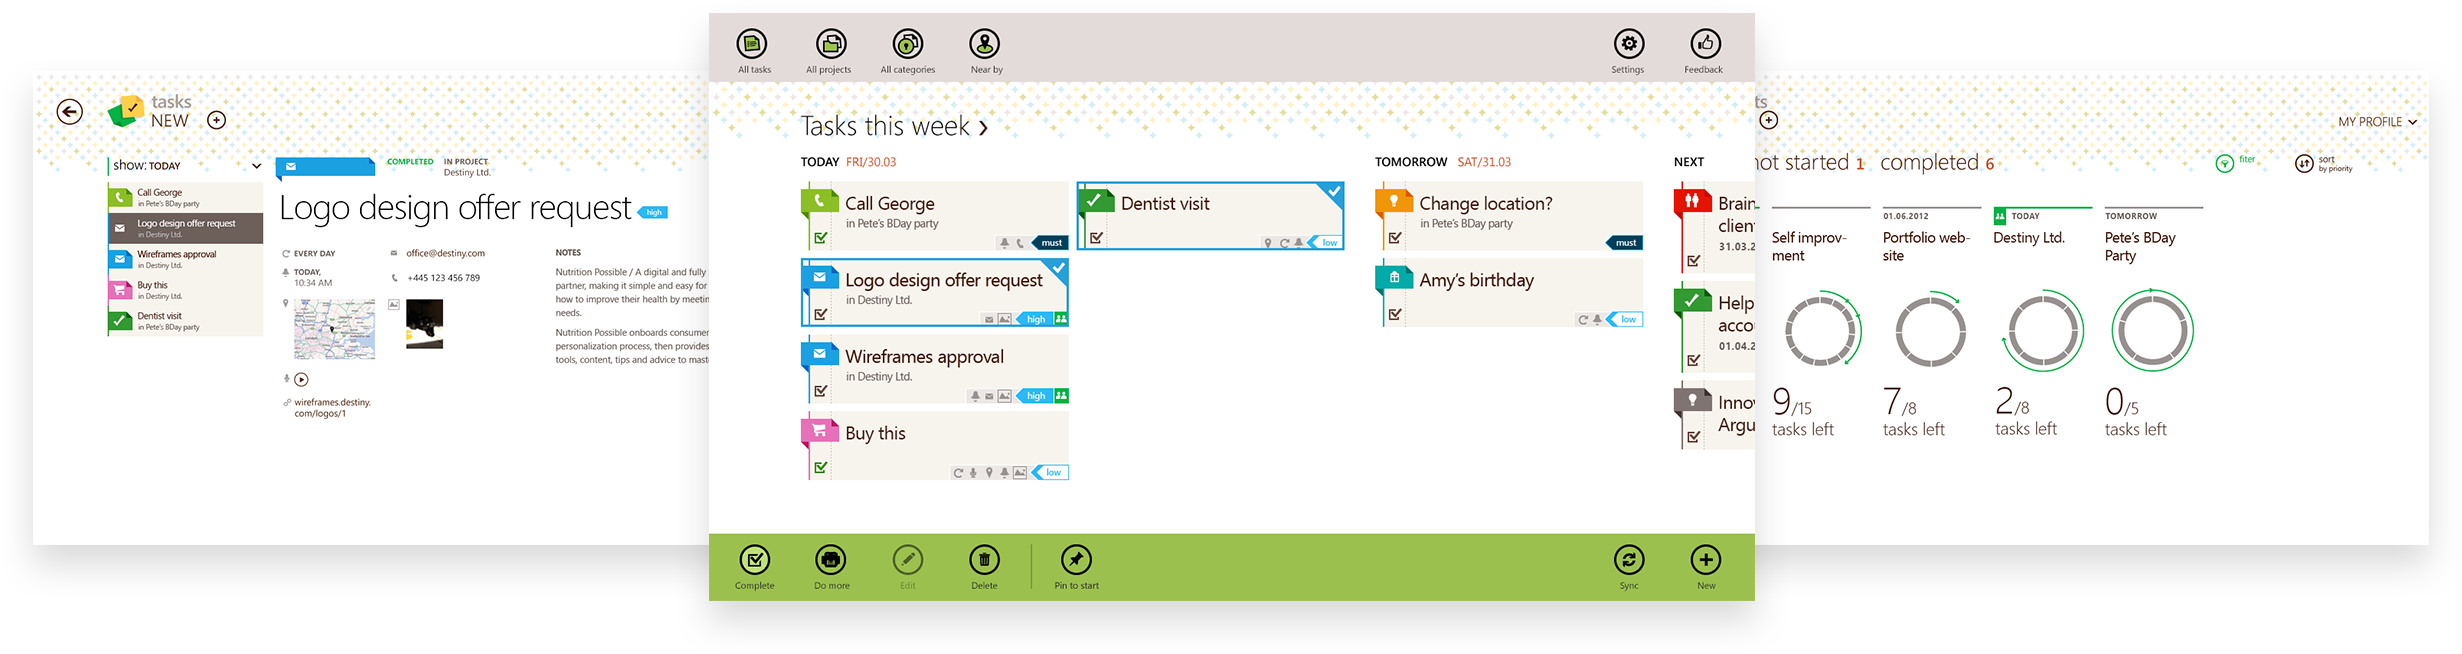 tasks
NEW
show: TODAY
Call George
in Pete's BDay party
Logo design offer request
in Destiny Ltd.
Wireframes approval
in Destiny Ltd.
Buy this
in Destiny Ltd.
Dentist visit
in Pete's BDay party
COMPLETED
IN PROJECT
Destiny Ltd.
Logo design offer request
high
EVERY DAY
TODAY,
10:34 AM
office@destiny.com
+445 123 456 789
wireframes.destiny.
com/logos/1
NOTES
Nutrition Possible / A digital and fully
partner, making it simple and easy for
how to improve their health by meetin
needs.
Nutrition Possible onboards consumer
personalization process, then provides
tools, content, tips and advice to mast
All tasks
All projects
All categories
Near by
Settings
Feedback
Tasks this week
TODAY FRI/30.03
Call George
in Pete's BDay party
must
Logo design offer request
in Destiny Ltd.
high
Wireframes approval
in Destiny Ltd.
high
Buy this
low
Dentist visit
low
TOMORROW SAT/31.03
Change location?
in Pete's BDay party
must
Amy's birthday
low
NEXT
Brain
clien
31.03.2
Help
acco
01.04.2
Innov
Argu
Complete
Do more
Edit
Delete
Pin to start
Sync
New
ts
MY PROFILE
not started 1 completed 6
filter
sort
by priority
Self improv-
ment
9/15
tasks left
01.06.2012
Portfolio web-
site
7/8
tasks left
TODAY
Destiny Ltd.
2/8
tasks left
TOMORROW
Pete's BDay
Party
0/5
tasks left